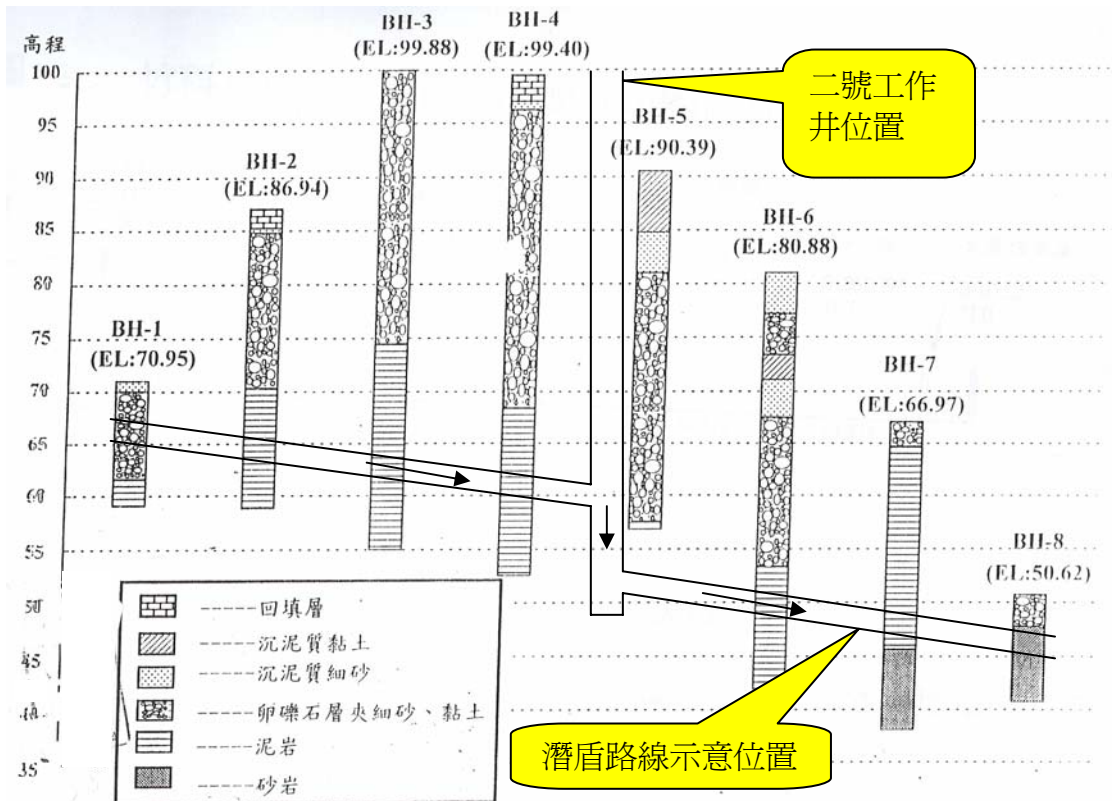 高程
100
95
90
85
80
75
70
65
60
55
50
45
40
35
BH-1
(EL:70.95)
BH-2
(EL:86.94)
BH-3
(EL:99.88)
BH-4
(EL:99.40)
BH-5
(EL:90.39)
BH-6
(EL:80.88)
BH-7
(EL:66.97)
BH-8
(EL:50.62)
二號工作
井位置
潛盾路線示意位置
-----回填層
-----沉泥質黏土
-----沉泥質細砂
-----卵礫石層夾細砂、黏土
-----泥岩
-----砂岩